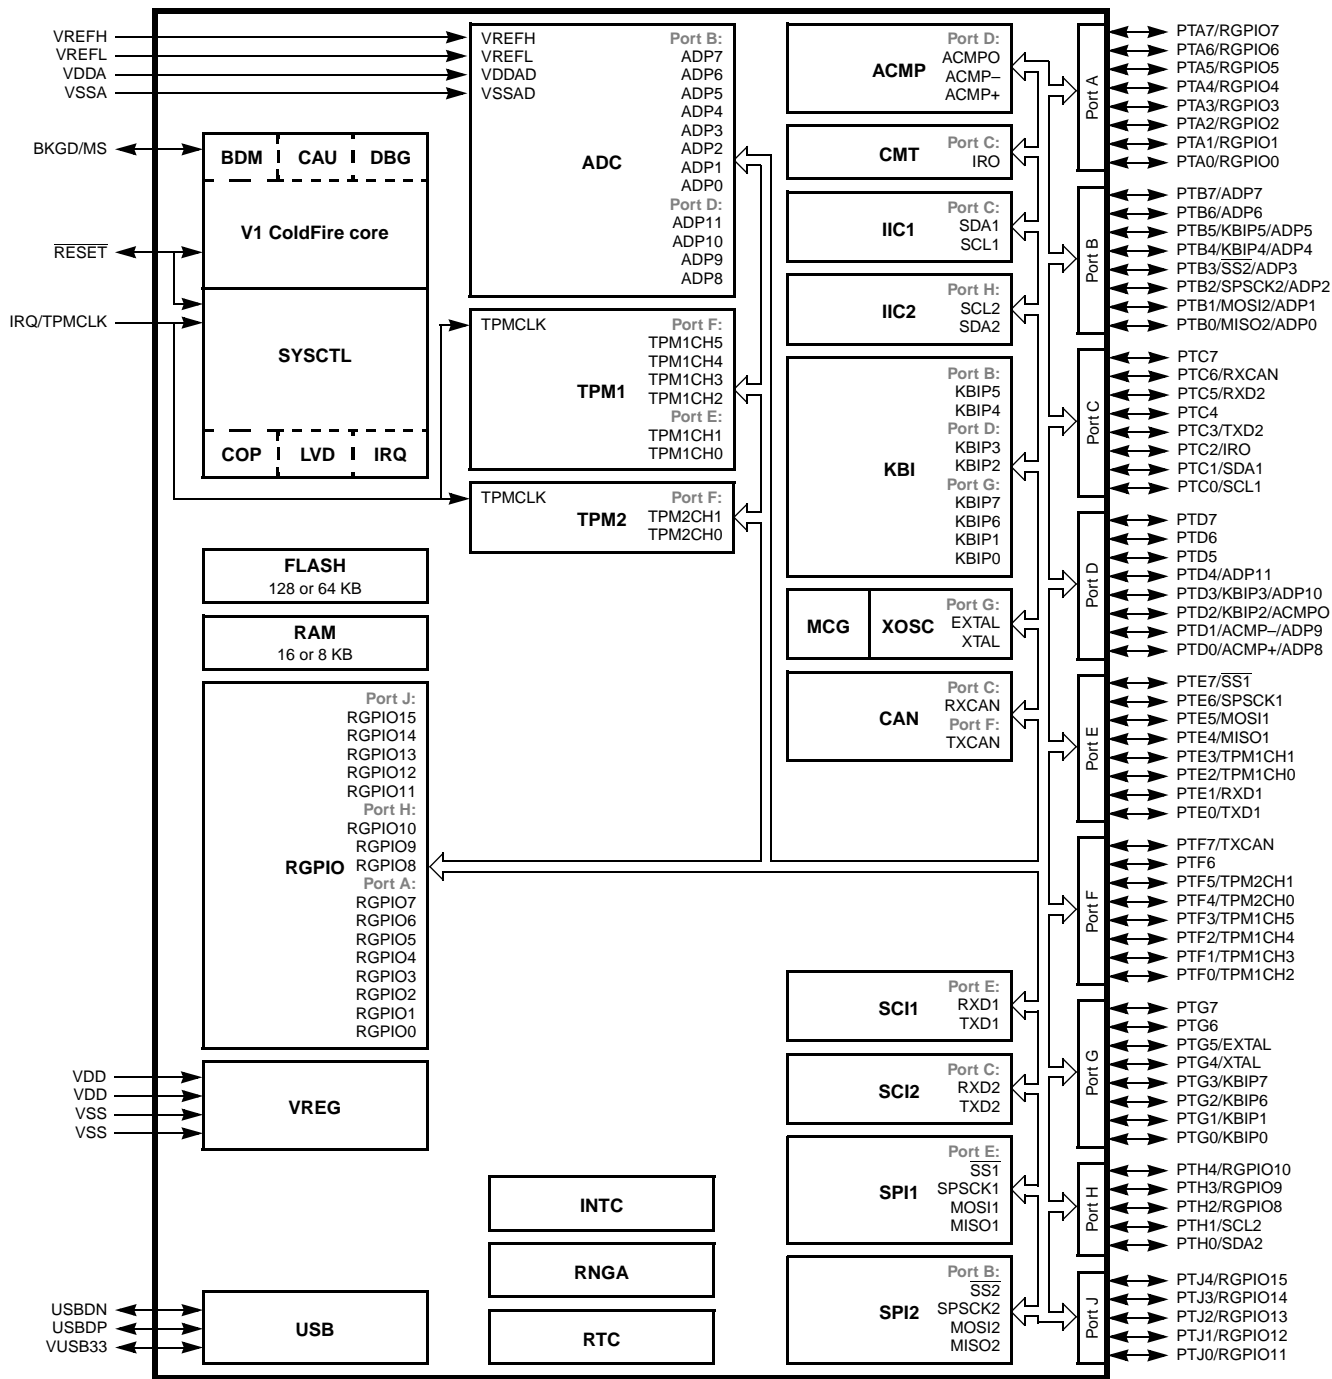 VREFH
VREFL
VDDA
VSSA
BKGD/MS
RESET
IRQ/TPMCLK
VDD
VDD
VSS
VSS
USBDN
USBDP
VUSB33
BDM CAU DBG
V1 ColdFire core
SYSCTL
COP LVD IRQ
FLASH
128 or 64 KB
RAM
16 or 8 KB
RGPIO
Port J:
RGPIO15
RGPIO14
RGPIO13
RGPIO12
RGPIO11
Port H:
RGPIO10
RGPIO9
RGPIO8
Port A:
RGPIO7
RGPIO6
RGPIO5
RGPIO4
RGPIO3
RGPIO2
RGPIO1
RGPIO0
VREG
USB
VREFH
VREFL
VDDAD
VSSAD
ADC
Port B:
ADP7
ADP6
ADP5
ADP4
ADP3
ADP2
ADP1
ADP0
Port D:
ADP11
ADP10
ADP9
ADP8
TPMCLK
TPM1
Port F:
TPM1CH5
TPM1CH4
TPM1CH3
TPM1CH2
Port E:
TPM1CH1
TPM1CH0
TPMCLK
TPM2
Port F:
TPM2CH1
TPM2CH0
INTC
RNGA
RTC
ACMP
Port D:
ACMPO
ACMP–
ACMP+
CMT
Port C:
IRO
IIC1
Port C:
SDA1
SCL1
IIC2
Port H:
SCL2
SDA2
KBI
Port B:
KBIP5
KBIP4
Port D:
KBIP3
KBIP2
Port G:
KBIP7
KBIP6
KBIP1
KBIP0
MCG XOSC
Port G:
EXTAL
XTAL
CAN
Port C:
RXCAN
Port F:
TXCAN
SCI1
Port E:
RXD1
TXD1
SCI2
Port C:
RXD2
TXD2
SPI1
Port E:
SS1
SPSCK1
MOSI1
MISO1
SPI2
Port B:
SS2
SPSCK2
MOSI2
MISO2
Port A
PTA7/RGPIO7
PTA6/RGPIO6
PTA5/RGPIO5
PTA4/RGPIO4
PTA3/RGPIO3
PTA2/RGPIO2
PTA1/RGPIO1
PTA0/RGPIO0
Port B
PTB7/ADP7
PTB6/ADP6
PTB5/KBIP5/ADP5
PTB4/KBIP4/ADP4
PTB3/SS2/ADP3
PTB2/SPSCK2/ADP2
PTB1/MOSI2/ADP1
PTB0/MISO2/ADP0
Port C
PTC7
PTC6/RXCAN
PTC5/RXD2
PTC4
PTC3/TXD2
PTC2/IRO
PTC1/SDA1
PTC0/SCL1
Port D
PTD7
PTD6
PTD5
PTD4/ADP11
PTD3/KBIP3/ADP10
PTD2/KBIP2/ACMPO
PTD1/ACMP–/ADP9
PTD0/ACMP+/ADP8
Port E
PTE7/SS1
PTE6/SPSCK1
PTE5/MOSI1
PTE4/MISO1
PTE3/TPM1CH1
PTE2/TPM1CH0
PTE1/RXD1
PTE0/TXD1
Port F
PTF7/TXCAN
PTF6
PTF5/TPM2CH1
PTF4/TPM2CH0
PTF3/TPM1CH5
PTF2/TPM1CH4
PTF1/TPM1CH3
PTF0/TPM1CH2
Port G
PTG7
PTG6
PTG5/EXTAL
PTG4/XTAL
PTG3/KBIP7
PTG2/KBIP6
PTG1/KBIP1
PTG0/KBIP0
Port H
PTH4/RGPIO10
PTH3/RGPIO9
PTH2/RGPIO8
PTH1/SCL2
PTH0/SDA2
Port J
PTJ4/RGPIO15
PTJ3/RGPIO14
PTJ2/RGPIO13
PTJ1/RGPIO12
PTJ0/RGPIO11